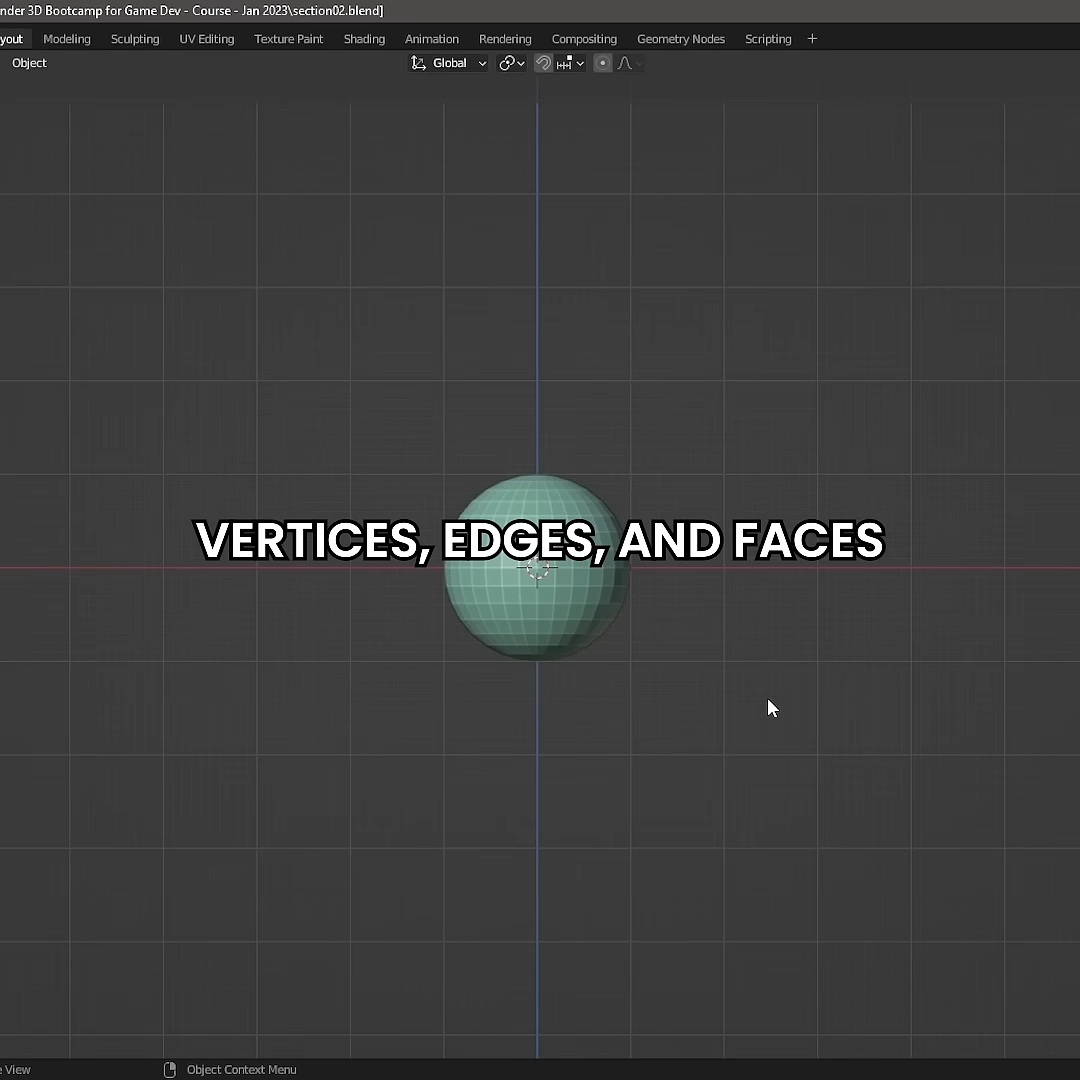 nder 3D Bootcamp for Game Dev - Course - Jan 2023\section02.blend]
yout Modeling Sculpting UV Editing Texture Paint Shading Animation Rendering Compositing Geometry Nodes Scripting +
Object Global
VERTICES, EDGES, AND FACES
e View Object Context Menu